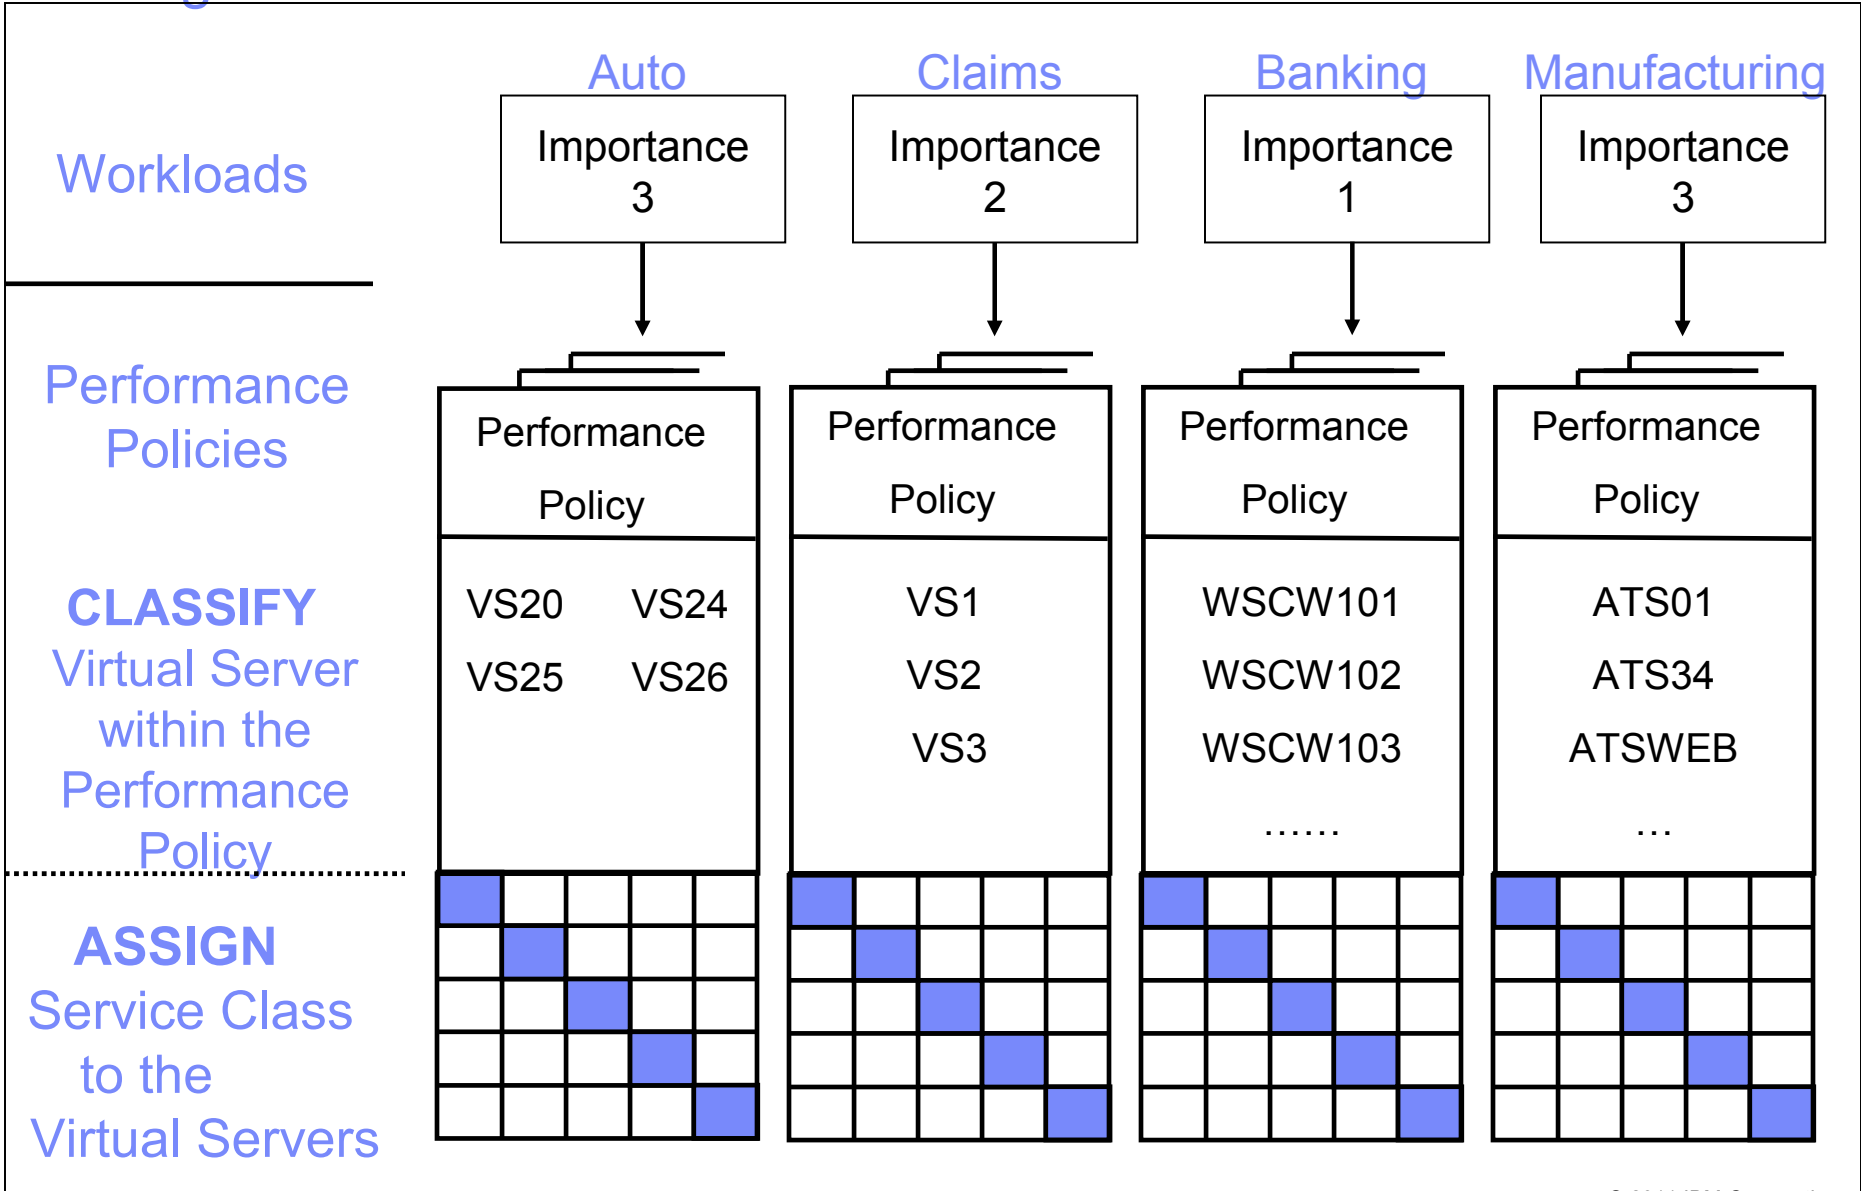 Auto Claims Banking Manufacturing
Workloads
Importance
3
Importance
2
Importance
1
Importance
3
Performance
Policies
Performance
Policy
Performance
Policy
Performance
Policy
Performance
Policy
CLASSIFY
Virtual Server
within the
Performance
Policy
VS20 VS24
VS25 VS26
VS1
VS2
VS3
WSCW101
WSCW102
WSCW103
......
ATS01
ATS34
ATSWEB
...
ASSIGN
Service Class
to the
Virtual Servers